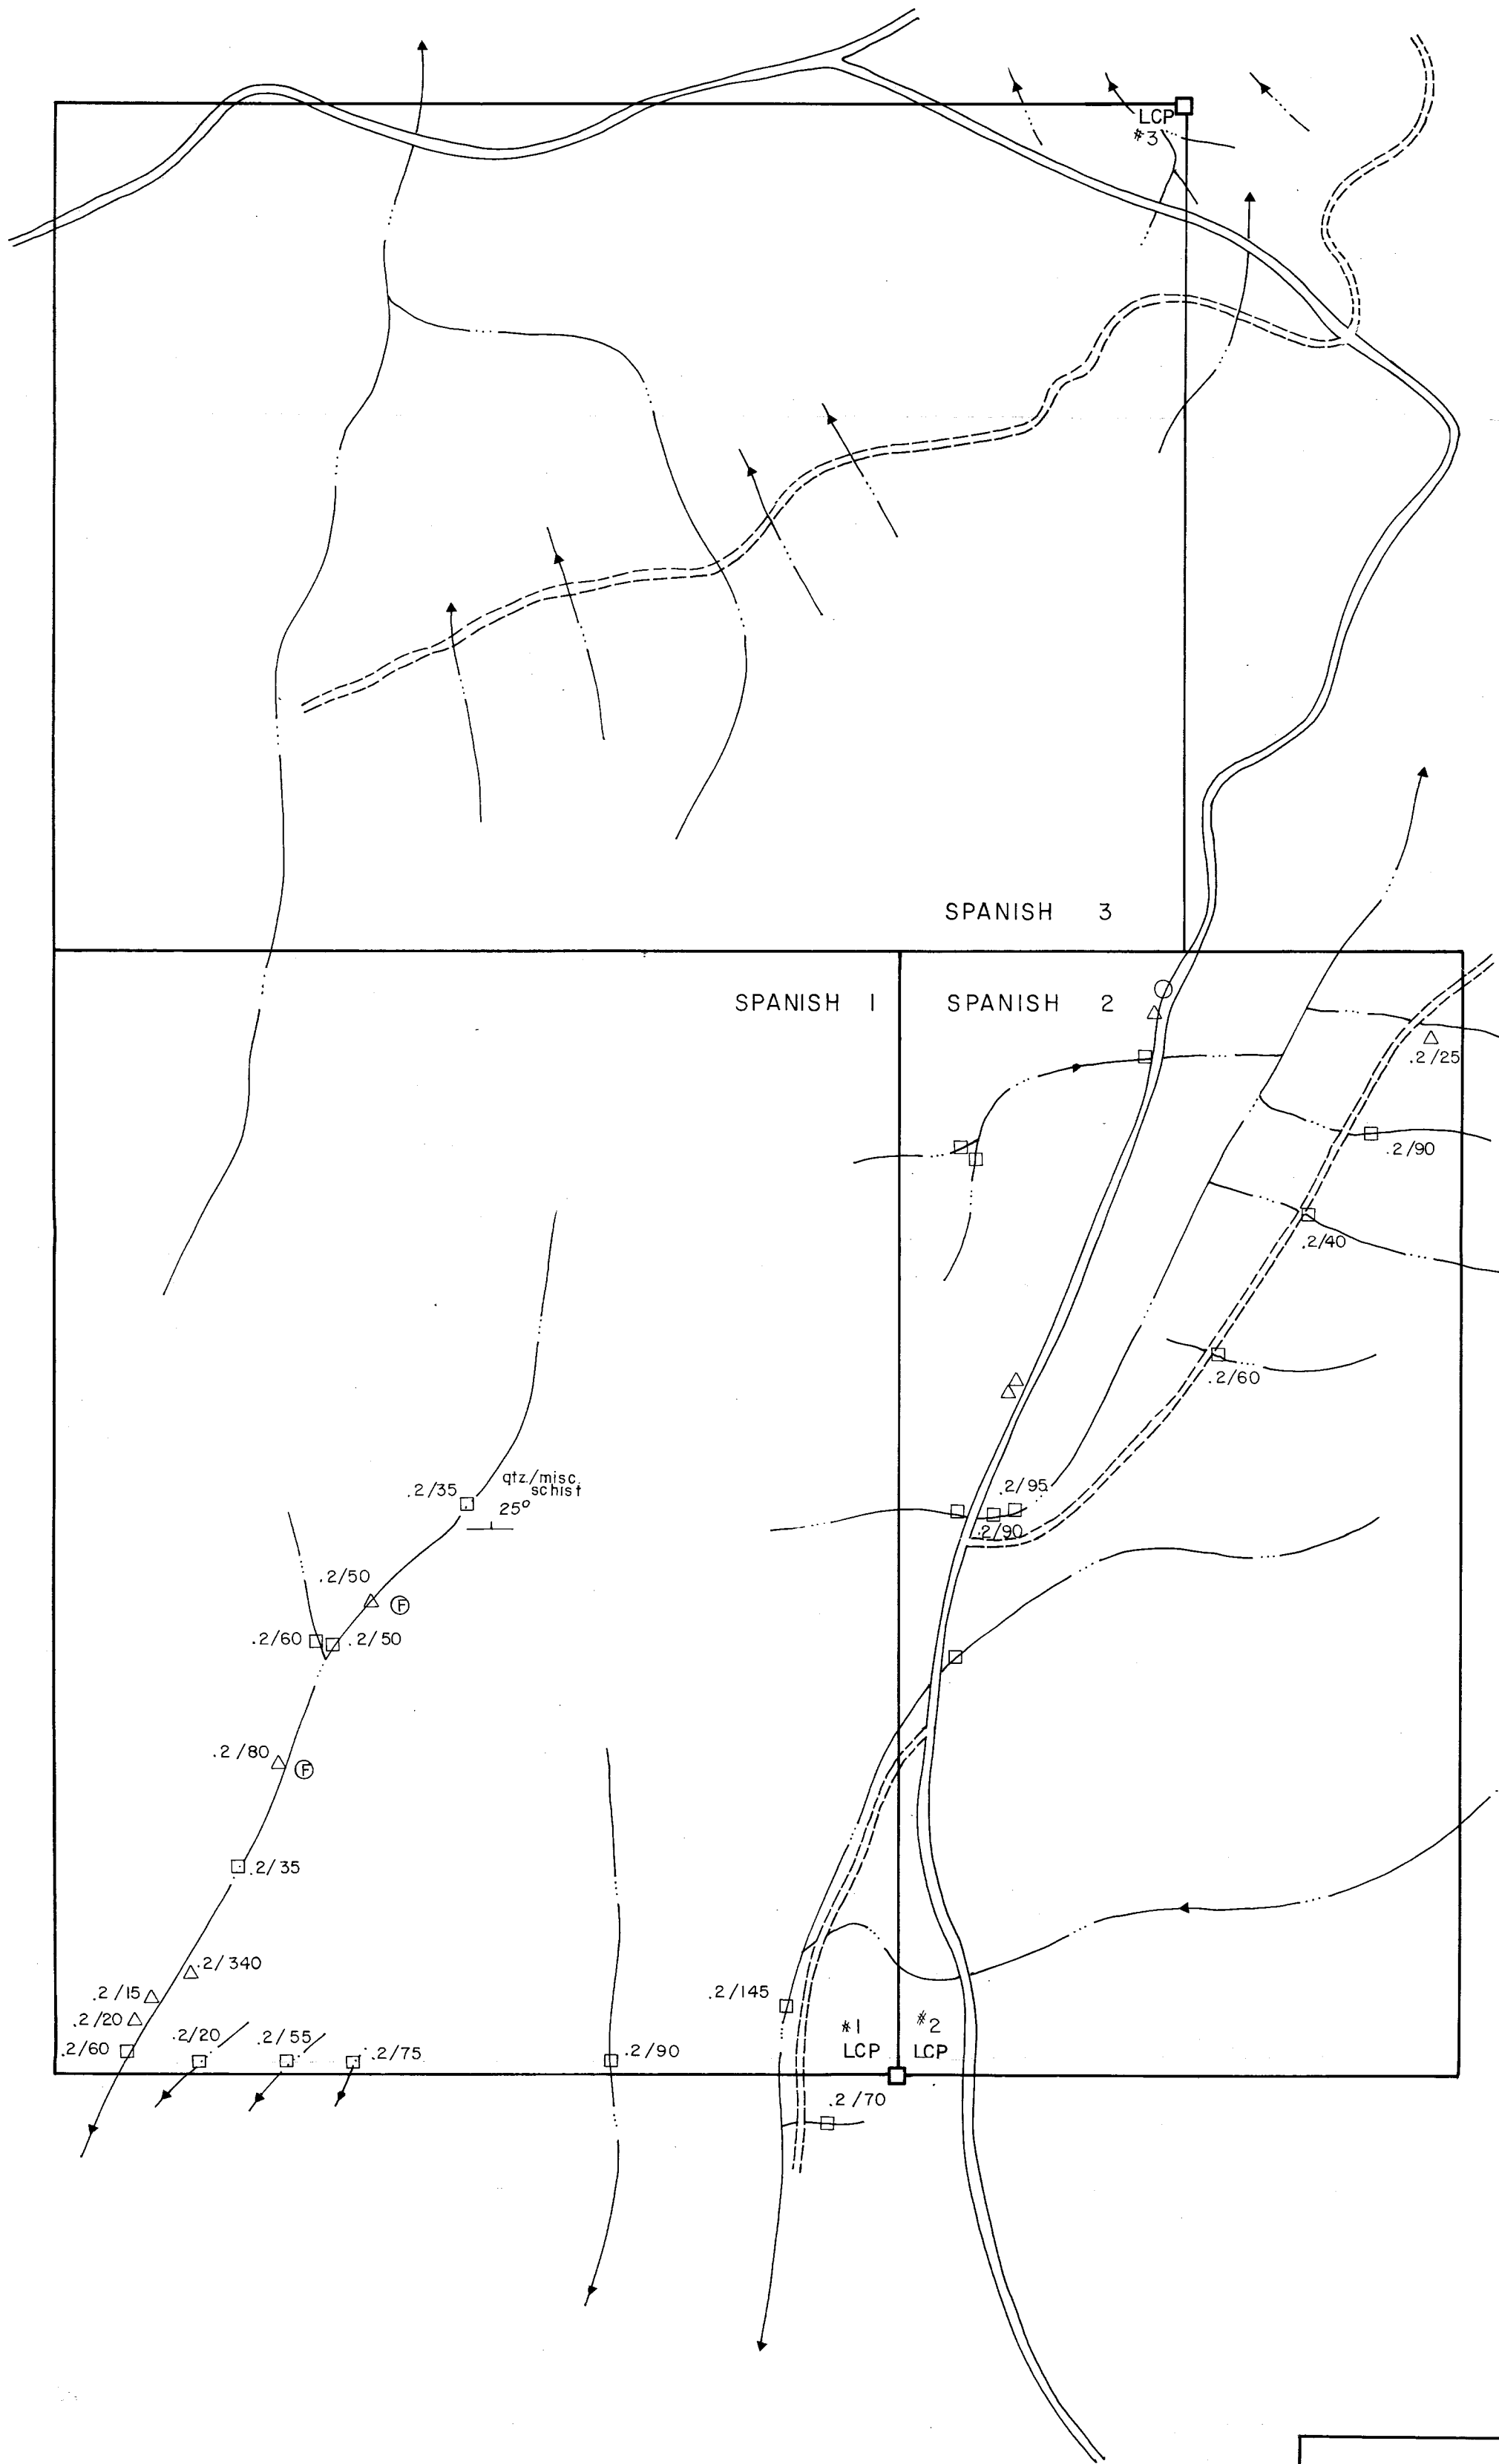 LCP
#3
SPANISH 3
SPANISH 1
SPANISH 2
.2/25
.2/90
.2/40
.2/60
.2/95
.2/90
.2/35
qtz./misc.
schist
25°
.2/50
F
.2/60
.2/50
.2/80
F
.2/35
.2/340
.2/15
.2/20
.2/60
.2/20
.2/55
.2/75
.2/90
.2/145
#1
LCP
#2
LCP
.2/70